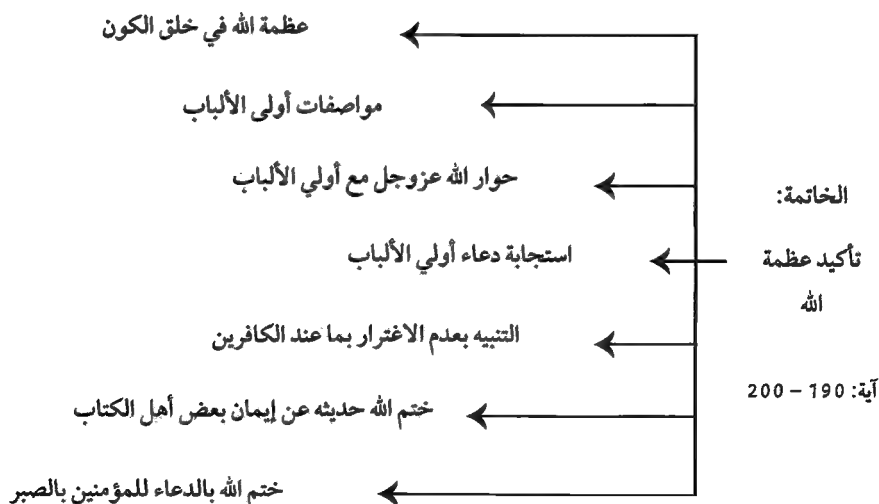 الخاتمة:
تأكيد عظمة
الله
آية: 190 – 200
عظمة الله في خلق الكون
مواصفات أولى الألباب
حوار الله عزوجل مع أولي الألباب
استجابة دعاء أولي الألباب
التنبيه بعدم الاغترار بما عند الكافرين
ختم الله حديثه عن إيمان بعض أهل الكتاب
ختم الله بالدعاء للمؤمنين بالصبر